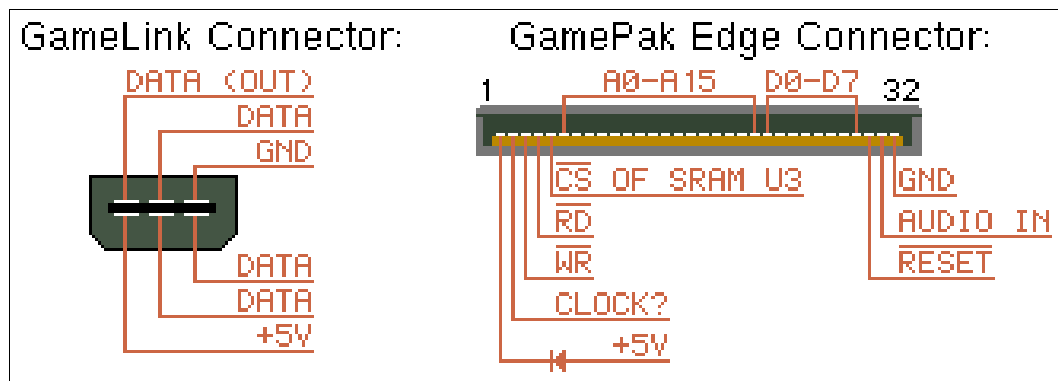 GameLink Connector:
DATA (OUT)
DATA
GND
DATA
DATA
+5V
GamePak Edge Connector:
1 A0-A15 D0-D7 32
CS OF SRAM U3 GND
RD AUDIO IN
WR RESET
CLOCK?
+5V